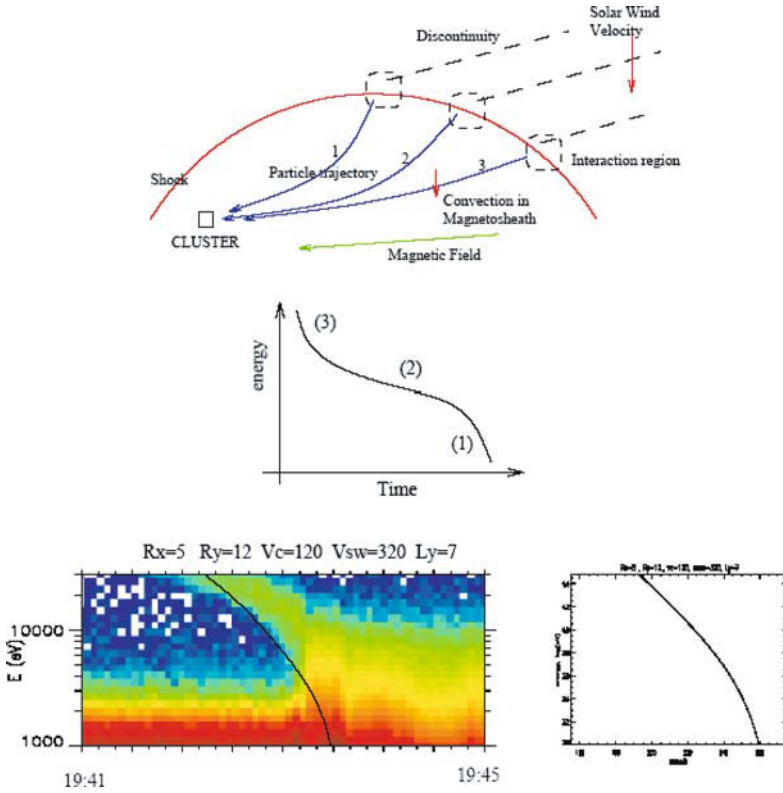 Discontinuity
Solar Wind
Velocity
1
2
3
Particle trajectory
Interaction region
Shock
Convection in
Magnetosheath
CLUSTER
Magnetic Field
energy
(3)
(2)
(1)
Time
Rx=5 Ry=12 Vc=120 Vsw=320 Ly=7
E (eV)
10000
1000
19:41
19:45